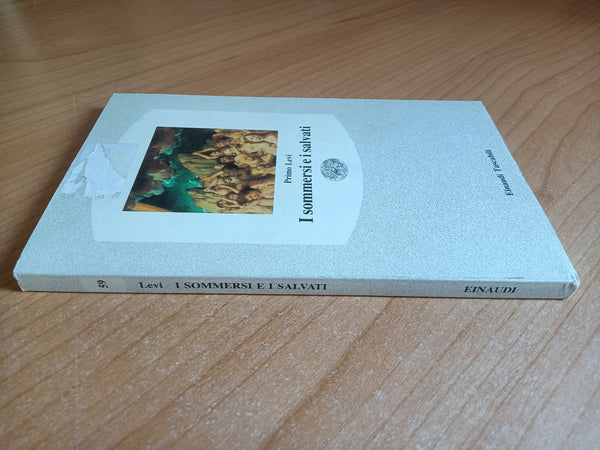 Primo Levi
I sommersi e i salvati
Einaudi Tascabili
59 Levi I SOMMERSI E I SALVATI EINAUDI